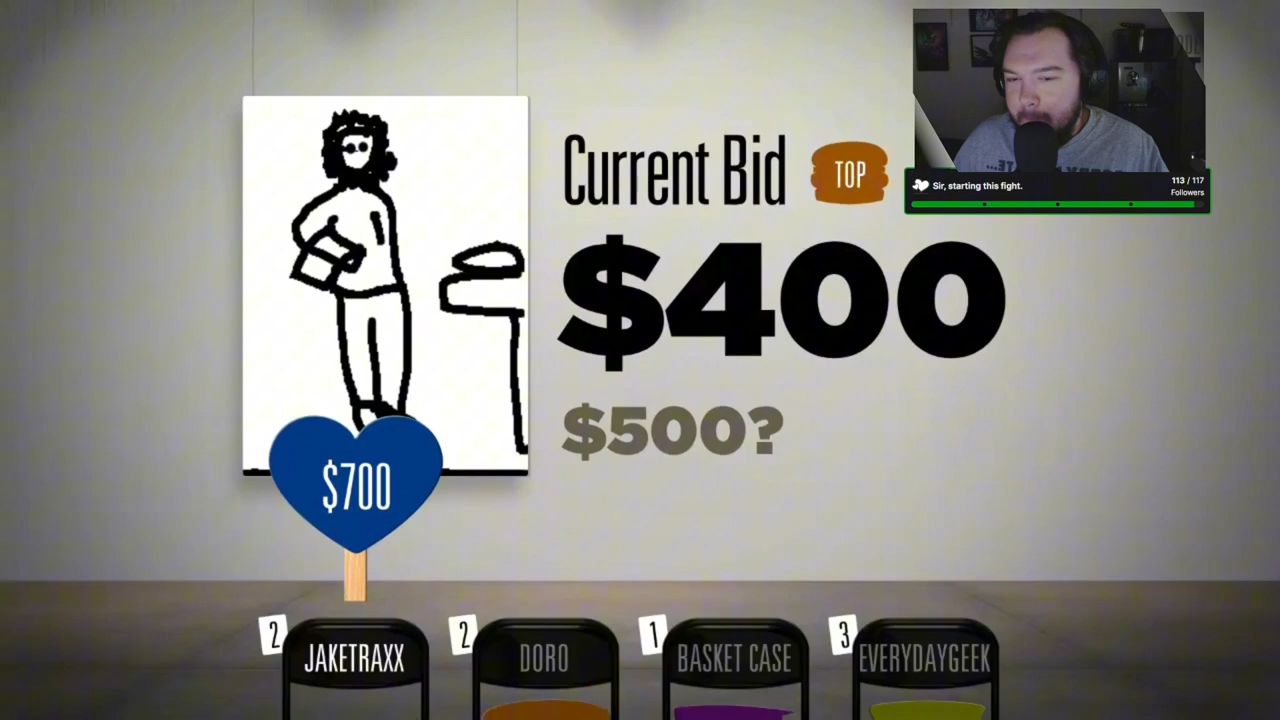 Current Bid
TOP
$400
$500?
Sir, starting this fight.
113 / 117
Followers
$700
2
JAKETRAXX
2
DORO
1
BASKET CASE
3
EVERYDAYGEEK